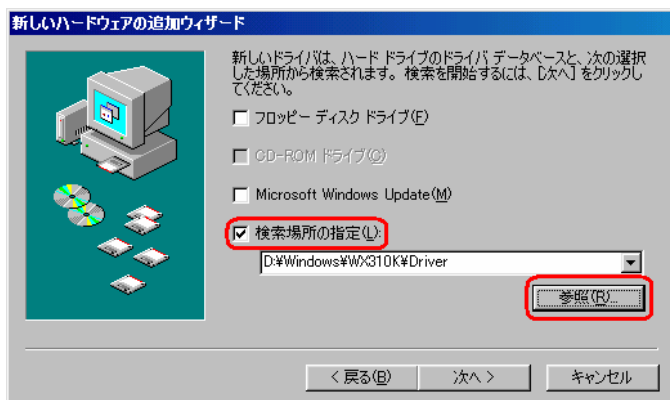 新しいハードウェアの追加ウィザード
新しいドライバは、ハード ドライブのドライバ データベースと、次の選択
した場所から検索されます。検索を開始するには、[次へ] をクリックし
てください。
フロッピー ディスク ドライブ(F)
CD-ROM ドライブ(C)
Microsoft Windows Update(M)
検索場所の指定(L):
D:¥Windows¥WX310K¥Driver
参照(R)...
< 戻る(B)
次へ >
キャンセル